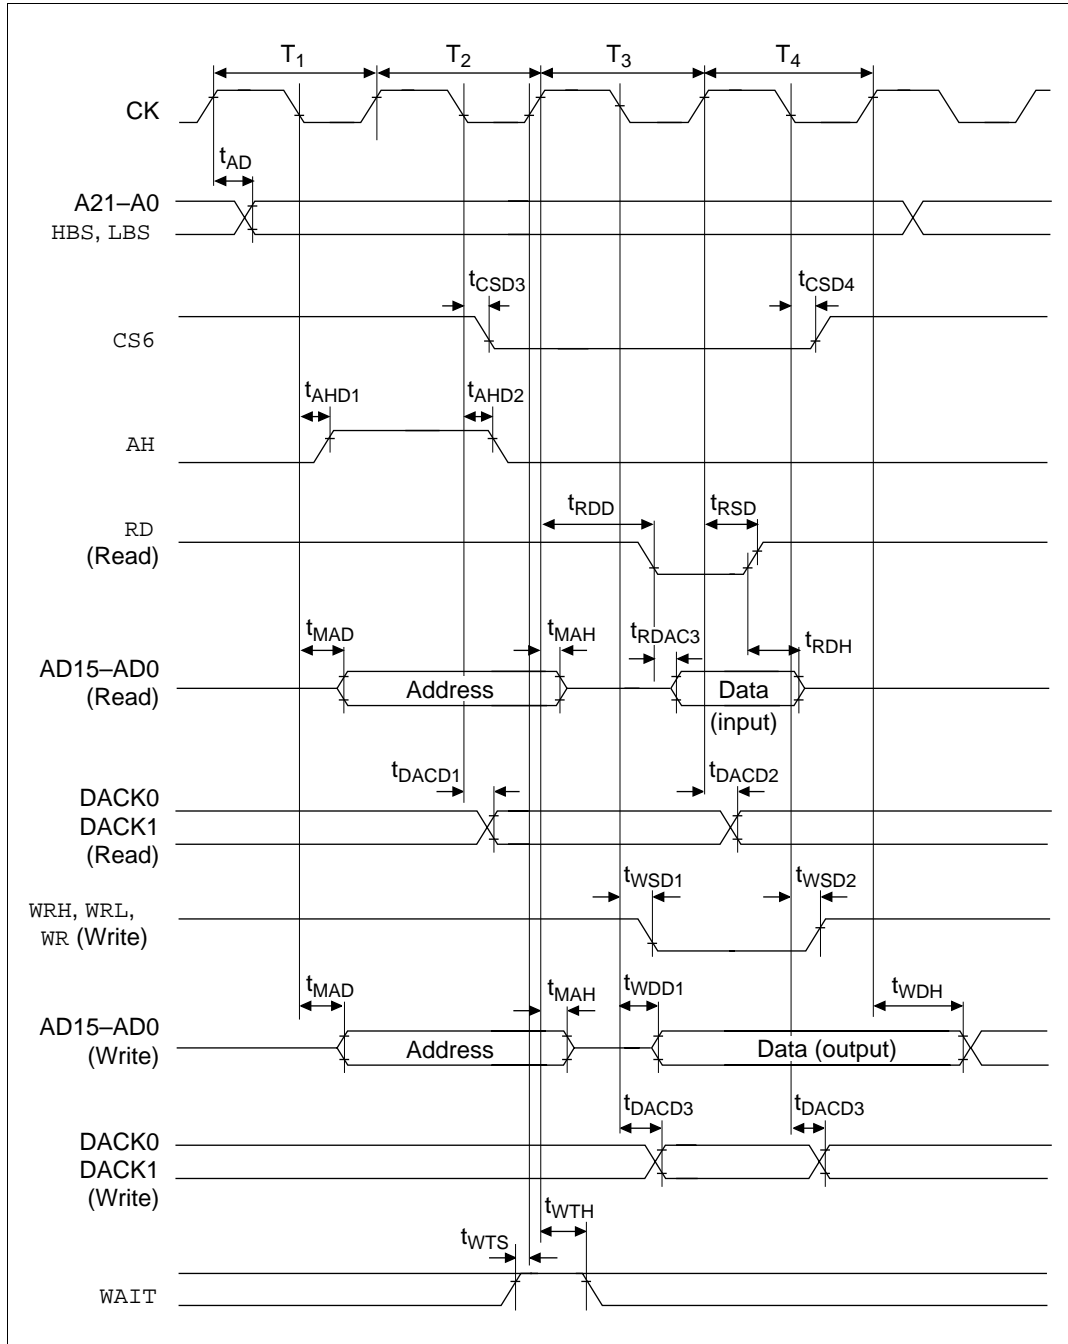 T1 T2 T3 T4
CK
tAD
A21–A0
HBS, LBS
tCSD3 tCSD4
CS6
tAHD1 tAHD2
AH
tRDD tRSD
RD
(Read)
tMAD tMAH tRDAC3 tRDH
AD15–AD0
(Read)
Address Data
(input)
tDACD1 tDACD2
DACK0
DACK1
(Read)
tWSD1 tWSD2
WRH, WRL,
WR (Write)
tMAD tMAH tWDD1 tWDH
AD15–AD0
(Write)
Address Data (output)
tDACD3 tDACD3
DACK0
DACK1
(Write)
tWTH
tWTS
WAIT